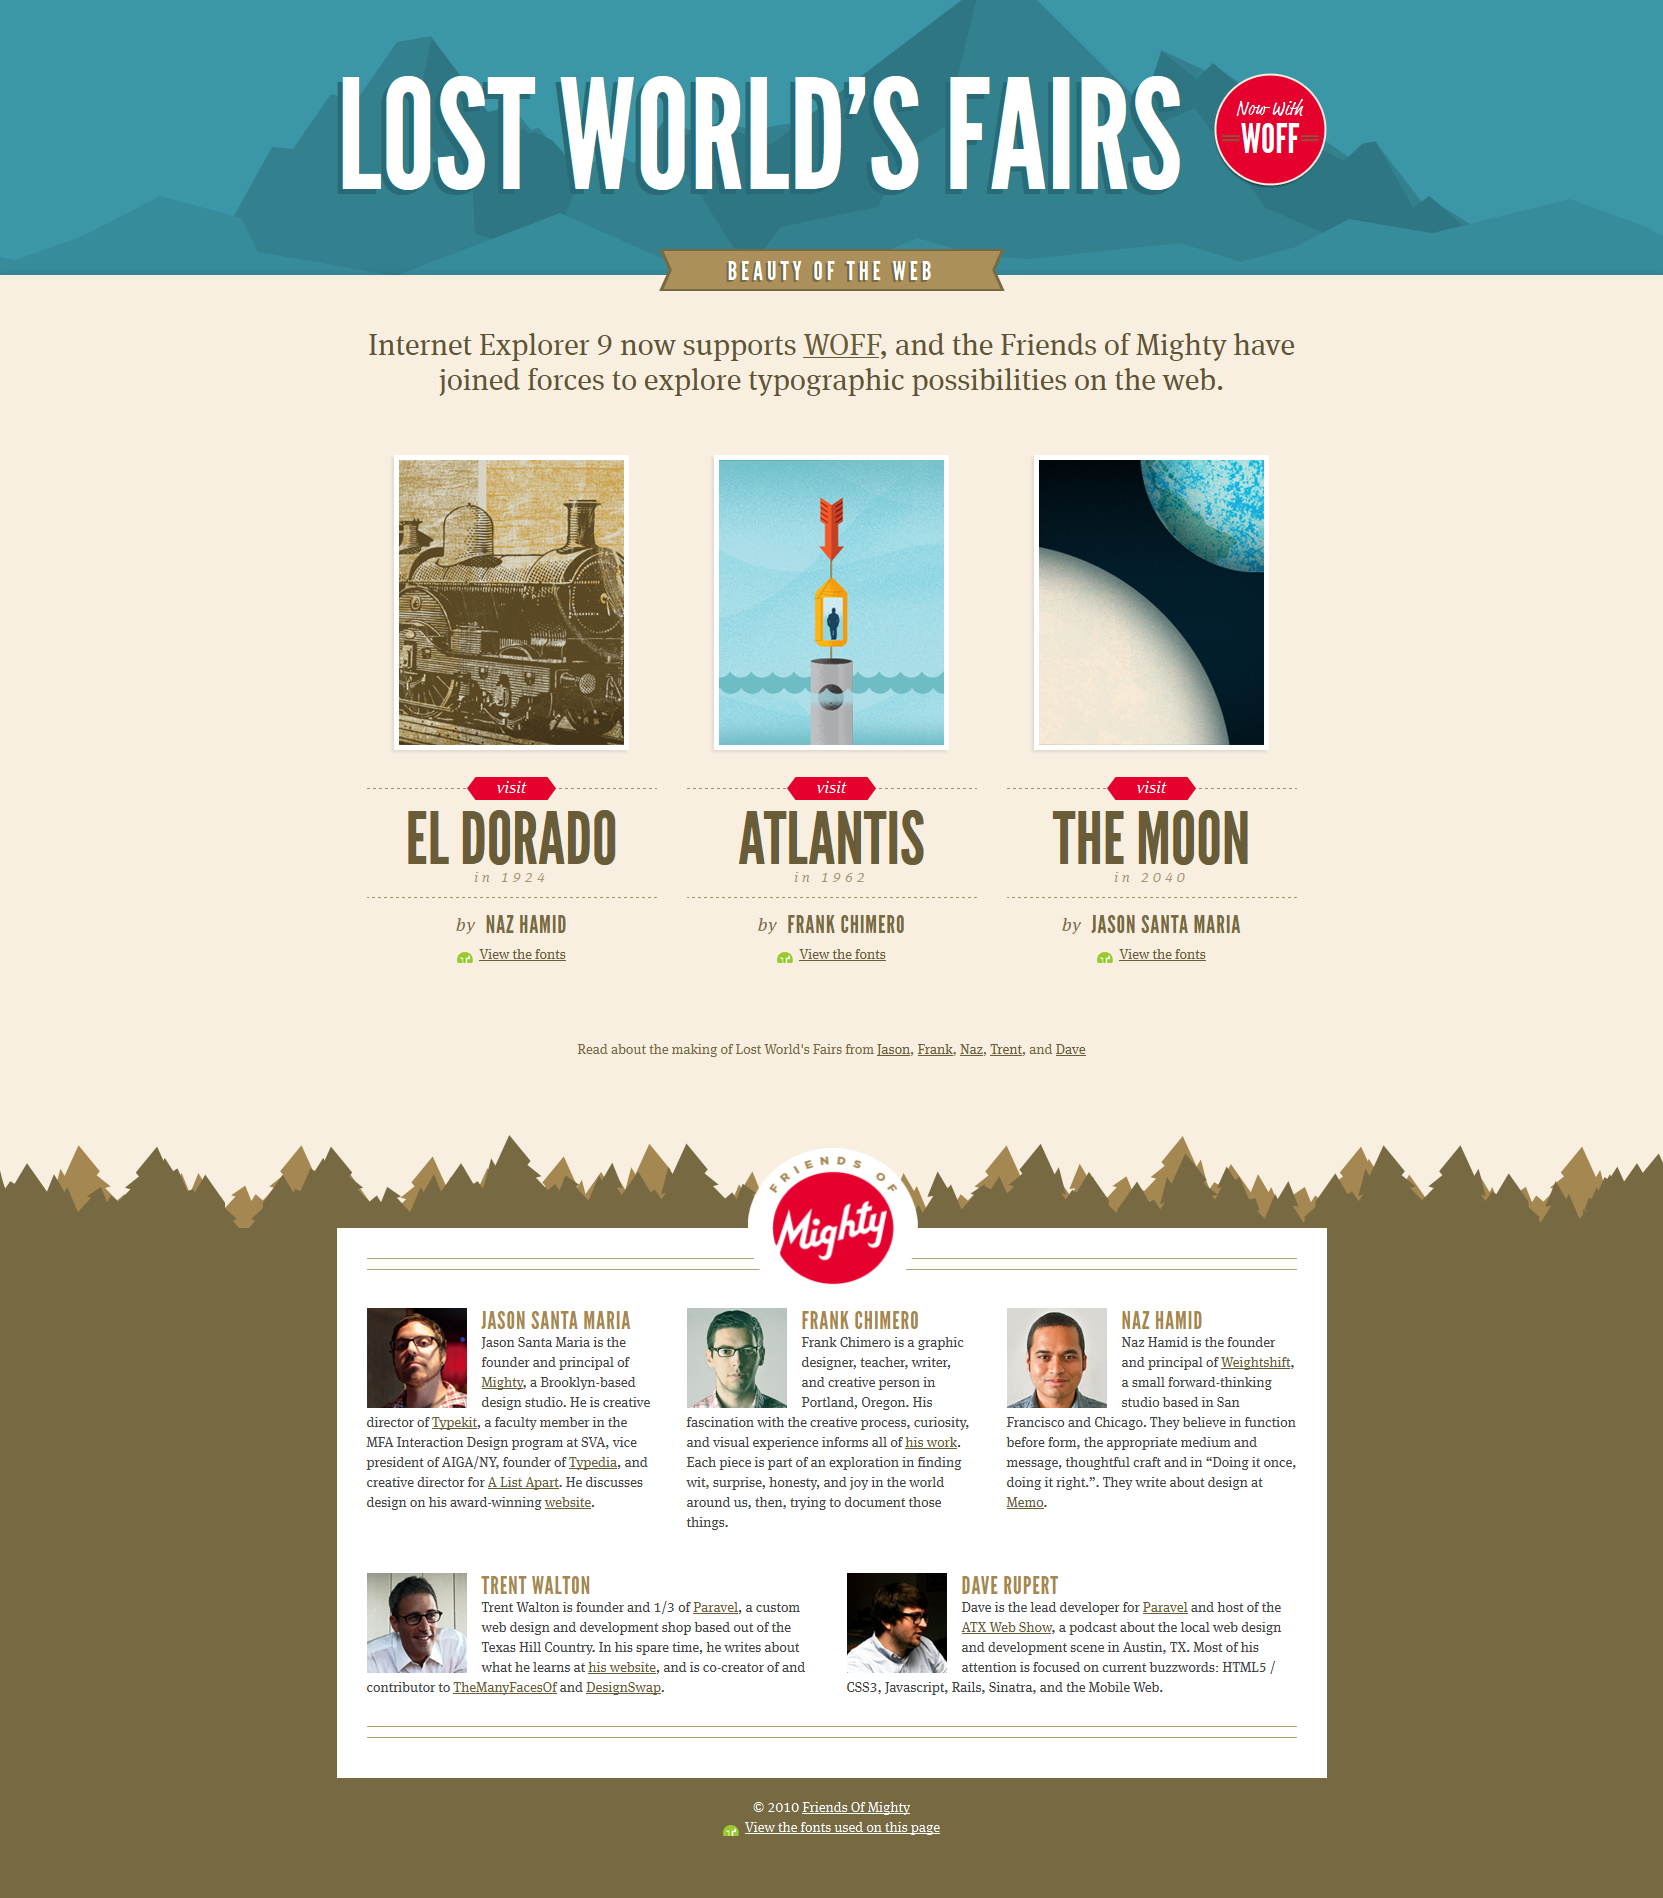 LOST WORLD’S FAIRS
Now With
WOFF
BEAUTY OF THE WEB
Internet Explorer 9 now supports WOFF, and the Friends of Mighty have
joined forces to explore typographic possibilities on the web.
visit
EL DORADO
in 1924
by NAZ HAMID
View the fonts
visit
ATLANTIS
in 1962
by FRANK CHIMERO
View the fonts
visit
THE MOON
in 2040
by JASON SANTA MARIA
View the fonts
Read about the making of Lost World's Fairs from Jason, Frank, Naz, Trent, and Dave
FRIENDS OF
Mighty
JASON SANTA MARIA
Jason Santa Maria is the
founder and principal of
Mighty, a Brooklyn-based
design studio. He is creative
director of Typekit, a faculty member in the
MFA Interaction Design program at SVA, vice
president of AIGA/NY, founder of Typedia, and
creative director for A List Apart. He discusses
design on his award-winning website.
FRANK CHIMERO
Frank Chimero is a graphic
designer, teacher, writer,
and creative person in
Portland, Oregon. His
fascination with the creative process, curiosity,
and visual experience informs all of his work.
Each piece is part of an exploration in finding
wit, surprise, honesty, and joy in the world
around us, then, trying to document those
things.
NAZ HAMID
Naz Hamid is the founder
and principal of Weightshift,
a small forward-thinking
studio based in San
Francisco and Chicago. They believe in function
before form, the appropriate medium and
message, thoughtful craft and in “Doing it once,
doing it right.”. They write about design at
Memo.
TRENT WALTON
Trent Walton is founder and 1/3 of Paravel, a custom
web design and development shop based out of the
Texas Hill Country. In his spare time, he writes about
what he learns at his website, and is co-creator of and
contributor to TheManyFacesOf and DesignSwap.
DAVE RUPERT
Dave is the lead developer for Paravel and host of the
ATX Web Show, a podcast about the local web design
and development scene in Austin, TX. Most of his
attention is focused on current buzzwords: HTML5 /
CSS3, Javascript, Rails, Sinatra, and the Mobile Web.
© 2010 Friends Of Mighty
View the fonts used on this page